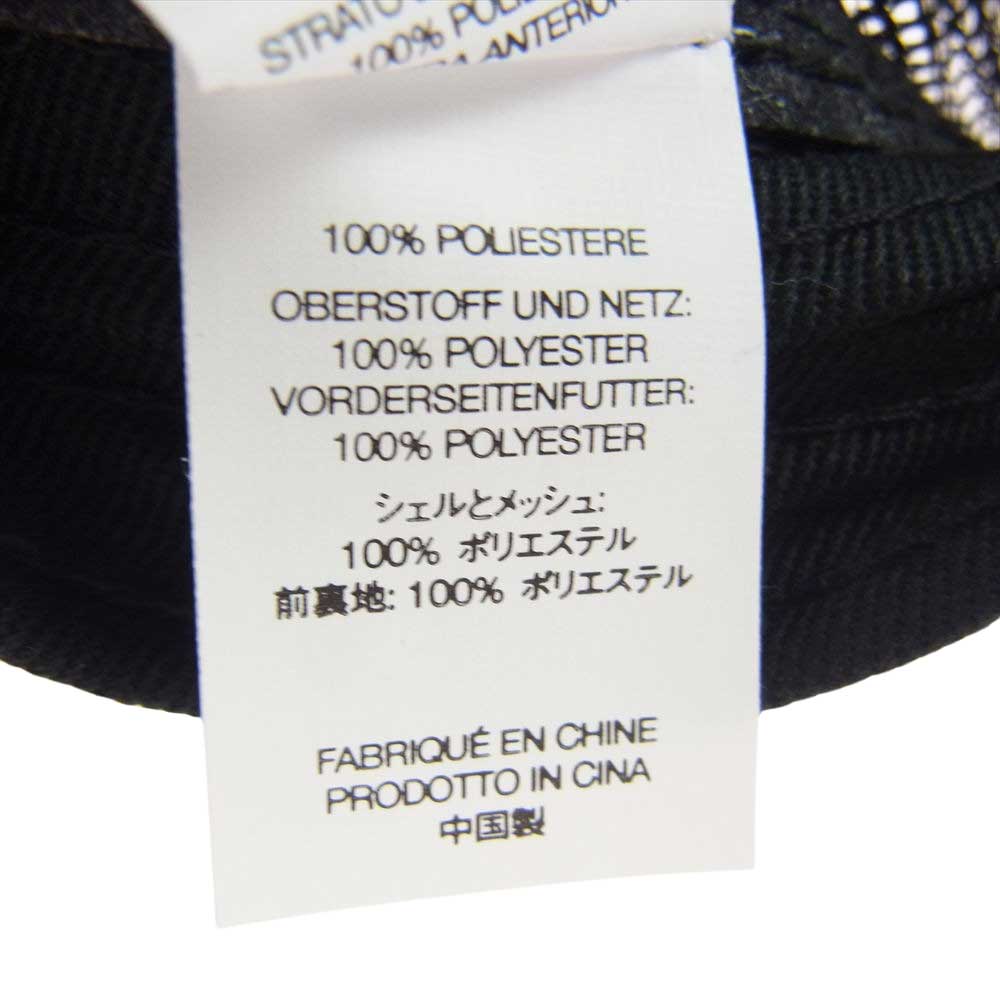 100% POLIESTERE
OBERSTOFF UND NETZ:
100% POLYESTER
VORDERSEITENFUTTER:
100% POLYESTER
シェルとメッシュ:
100% ポリエステル
前裏地: 100% ポリエステル
FABRIQUÉ EN CHINE
PRODOTTO IN CINA
中国製